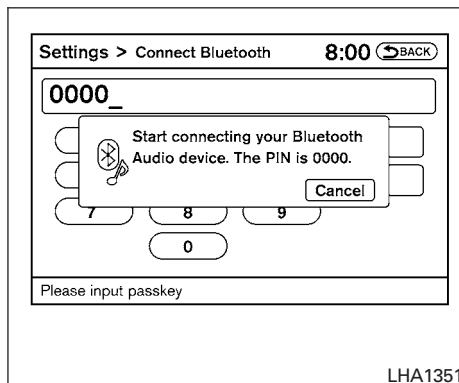 Settings > Connect Bluetooth 8:00 BACK
0000_
Start connecting your Bluetooth
Audio device. The PIN is 0000.
Cancel
7 8 9
0
Please input passkey
LHA1351